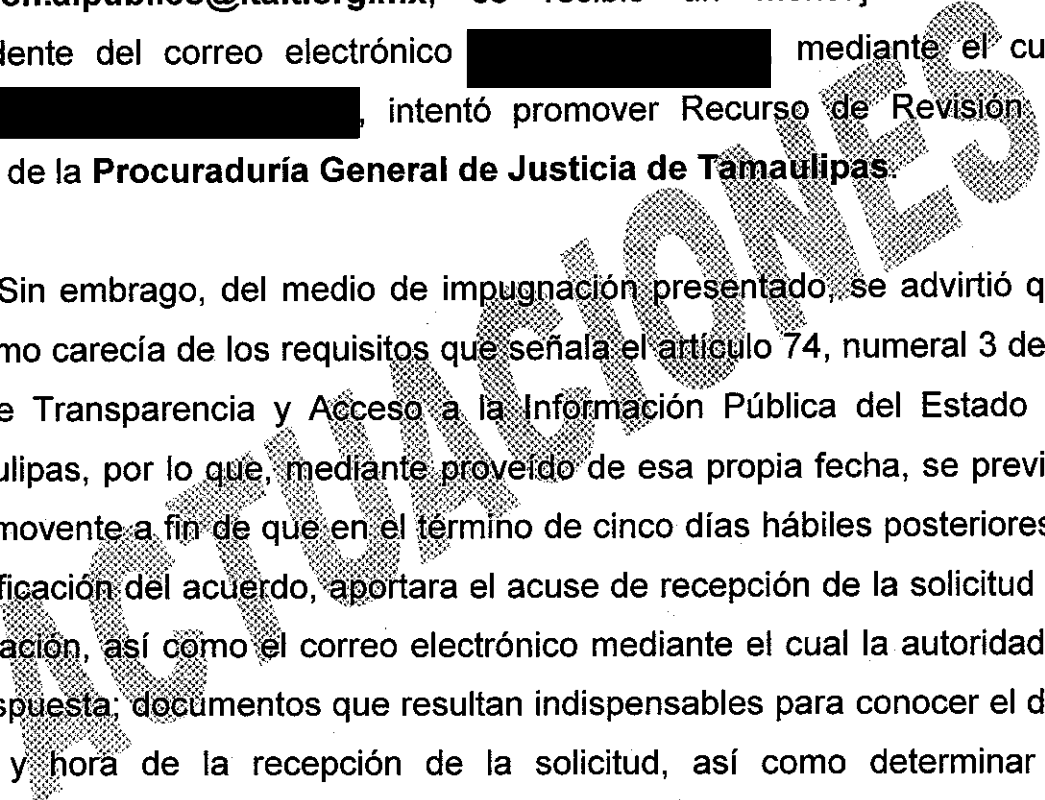 dente del correo electrónico mediante el cu
, intentó promover Recurso de Revisión
de la Procuraduría General de Justicia de Tamaulipas.
Sin embrago, del medio de impugnación presentado, se advirtió q
mo carecía de los requisitos que señala el artículo 74, numeral 3 de
e Transparencia y Acceso a la Información Pública del Estado
ulipas, por lo que, mediante proveído de esa propia fecha, se previ
movente a fin de que en el término de cinco días hábiles posteriores
ificación del acuerdo, aportara el acuse de recepción de la solicitud
ación, así como el correo electrónico mediante el cual la autoridad
spuesta; documentos que resultan indispensables para conocer el d
y hora de la recepción de la solicitud, así como determinar
ACTUACIONES